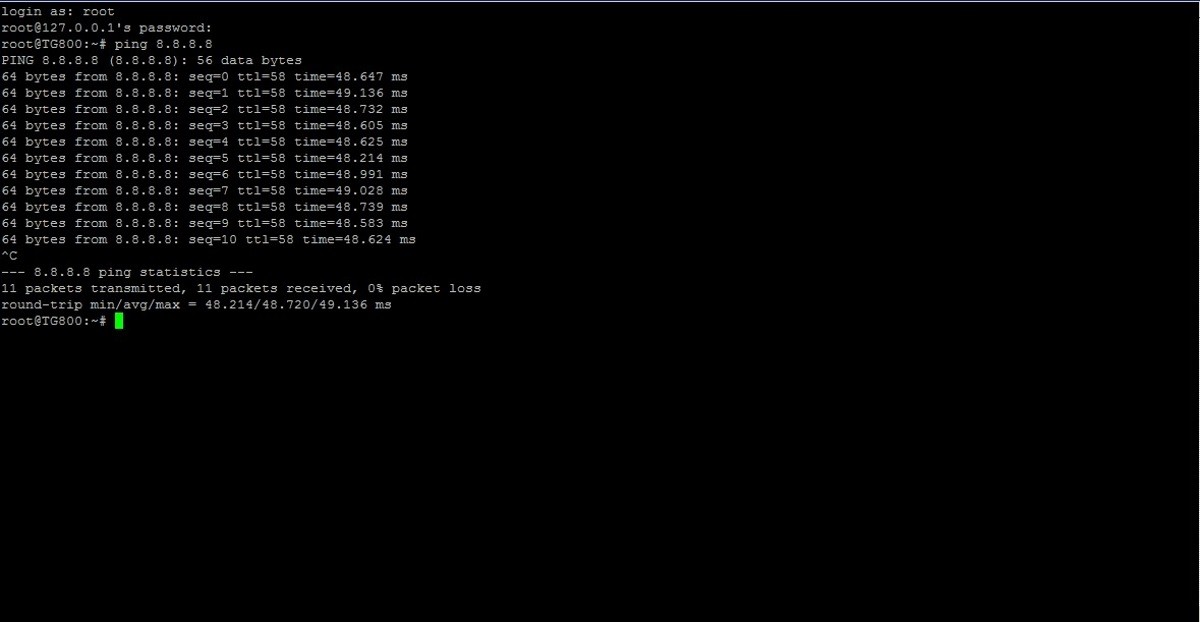 login as: root
root@127.0.0.1's password:
root@TG800:~# ping 8.8.8.8
PING 8.8.8.8 (8.8.8.8): 56 data bytes
64 bytes from 8.8.8.8: seq=0 ttl=58 time=48.647 ms
64 bytes from 8.8.8.8: seq=1 ttl=58 time=49.136 ms
64 bytes from 8.8.8.8: seq=2 ttl=58 time=48.732 ms
64 bytes from 8.8.8.8: seq=3 ttl=58 time=48.605 ms
64 bytes from 8.8.8.8: seq=4 ttl=58 time=48.625 ms
64 bytes from 8.8.8.8: seq=5 ttl=58 time=48.214 ms
64 bytes from 8.8.8.8: seq=6 ttl=58 time=48.991 ms
64 bytes from 8.8.8.8: seq=7 ttl=58 time=49.028 ms
64 bytes from 8.8.8.8: seq=8 ttl=58 time=48.739 ms
64 bytes from 8.8.8.8: seq=9 ttl=58 time=48.583 ms
64 bytes from 8.8.8.8: seq=10 ttl=58 time=48.624 ms
^C
--- 8.8.8.8 ping statistics ---
11 packets transmitted, 11 packets received, 0% packet loss
round-trip min/avg/max = 48.214/48.720/49.136 ms
root@TG800:~#